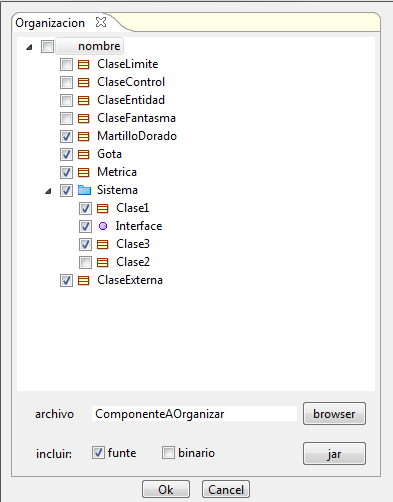 Organizacion
nombre
ClaseLimite
ClaseControl
ClaseEntidad
ClaseFantasma
MartilloDorado
Gota
Metrica
Sistema
Clase1
Interface
Clase3
Clase2
ClaseExterna
archivo ComponenteAOrganizar browser
incluir: funte binario jar
Ok Cancel